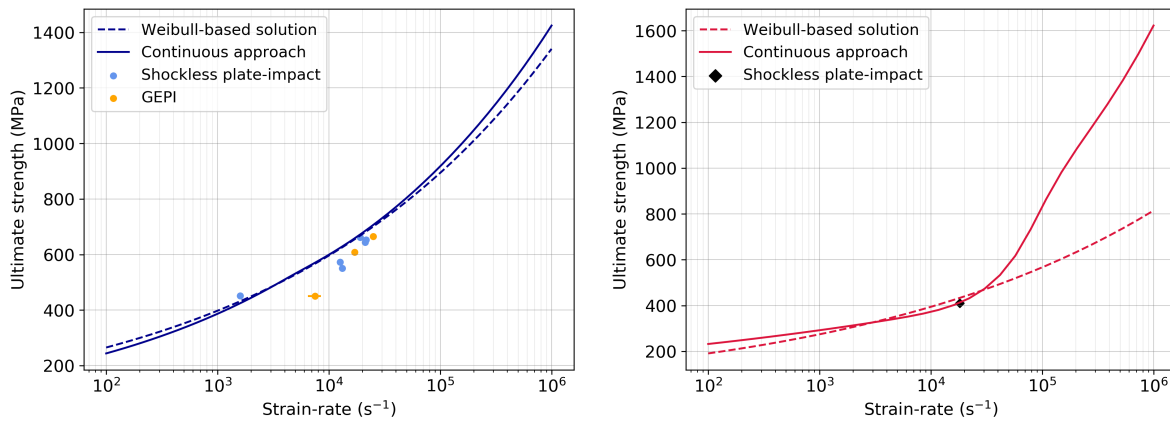 Ultimate strength (MPa)
1400
1200
1000
800
600
400
200
Weibull-based solution
Continuous approach
Shockless plate-impact
GEPI
10²
10³
10⁴
10⁵
10⁶
Strain-rate (s⁻¹)
Ultimate strength (MPa)
1600
1400
1200
1000
800
600
400
200
Weibull-based solution
Continuous approach
Shockless plate-impact
10²
10³
10⁴
10⁵
10⁶
Strain-rate (s⁻¹)